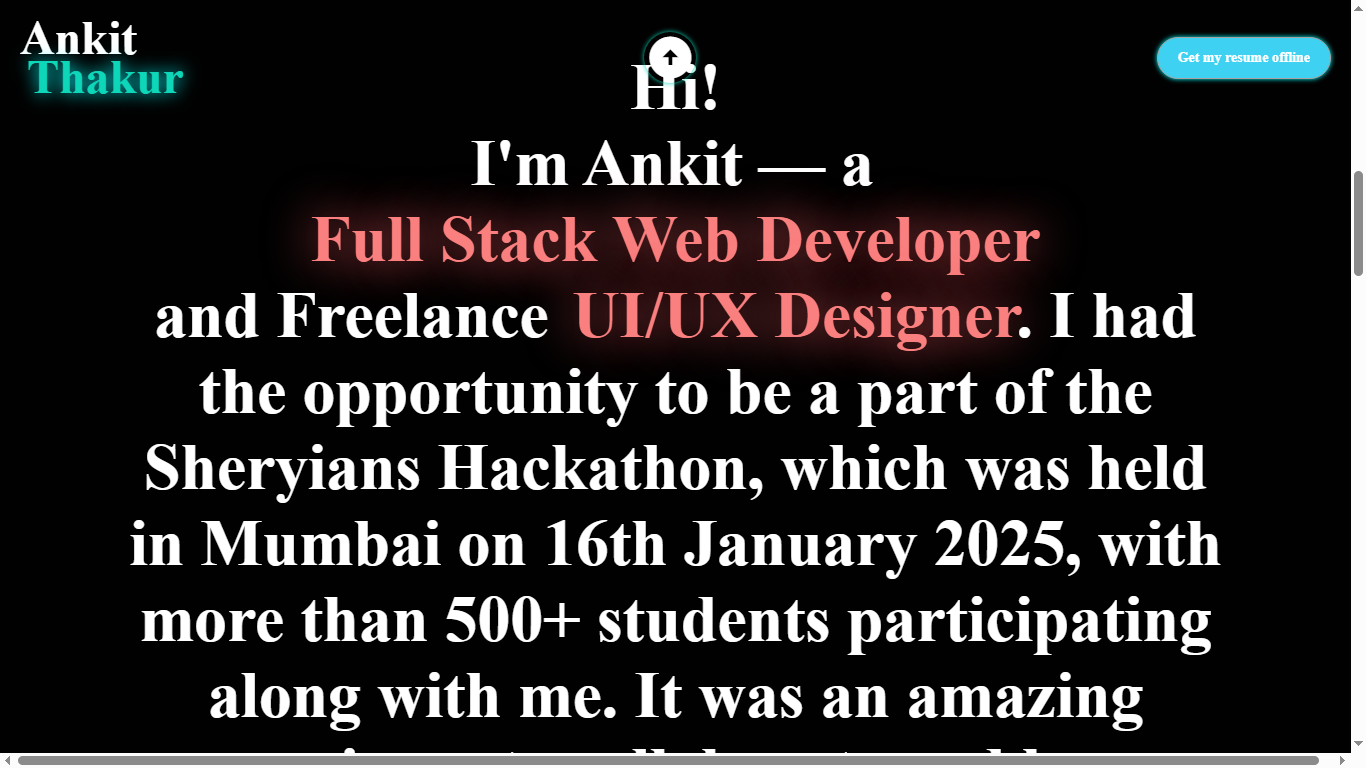 Ankit
Thakur
Get my resume offline
Hi!
I'm Ankit — a
Full Stack Web Developer
and Freelance UI/UX Designer. I had
the opportunity to be a part of the
Sheryians Hackathon, which was held
in Mumbai on 16th January 2025, with
more than 500+ students participating
along with me. It was an amazing